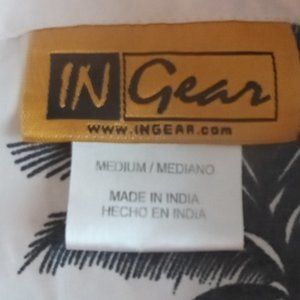 IN Gear
www.INGEAR.com
MEDIUM / MEDIANO
MADE IN INDIA
HECHO EN INDIA